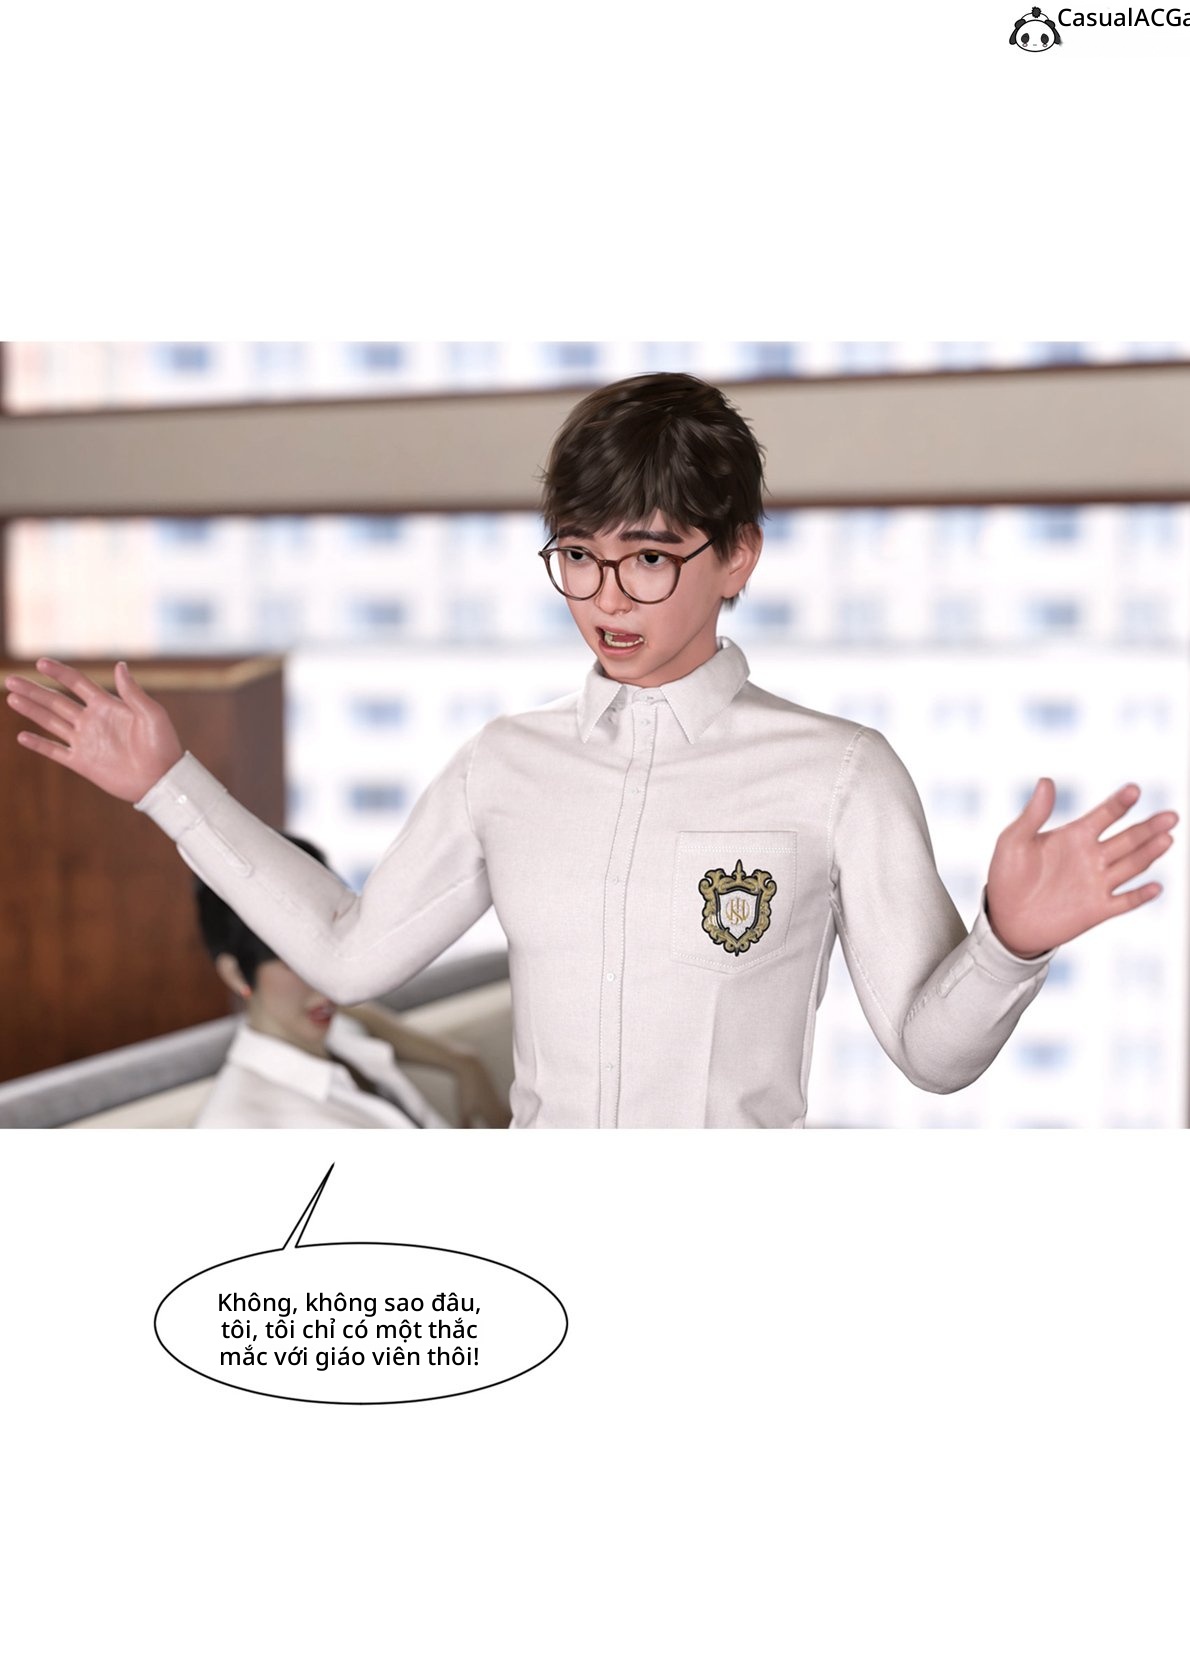 CasualACGa
Không, không sao đâu,
tôi, tôi chỉ có một thắc
mắc với giáo viên thôi!